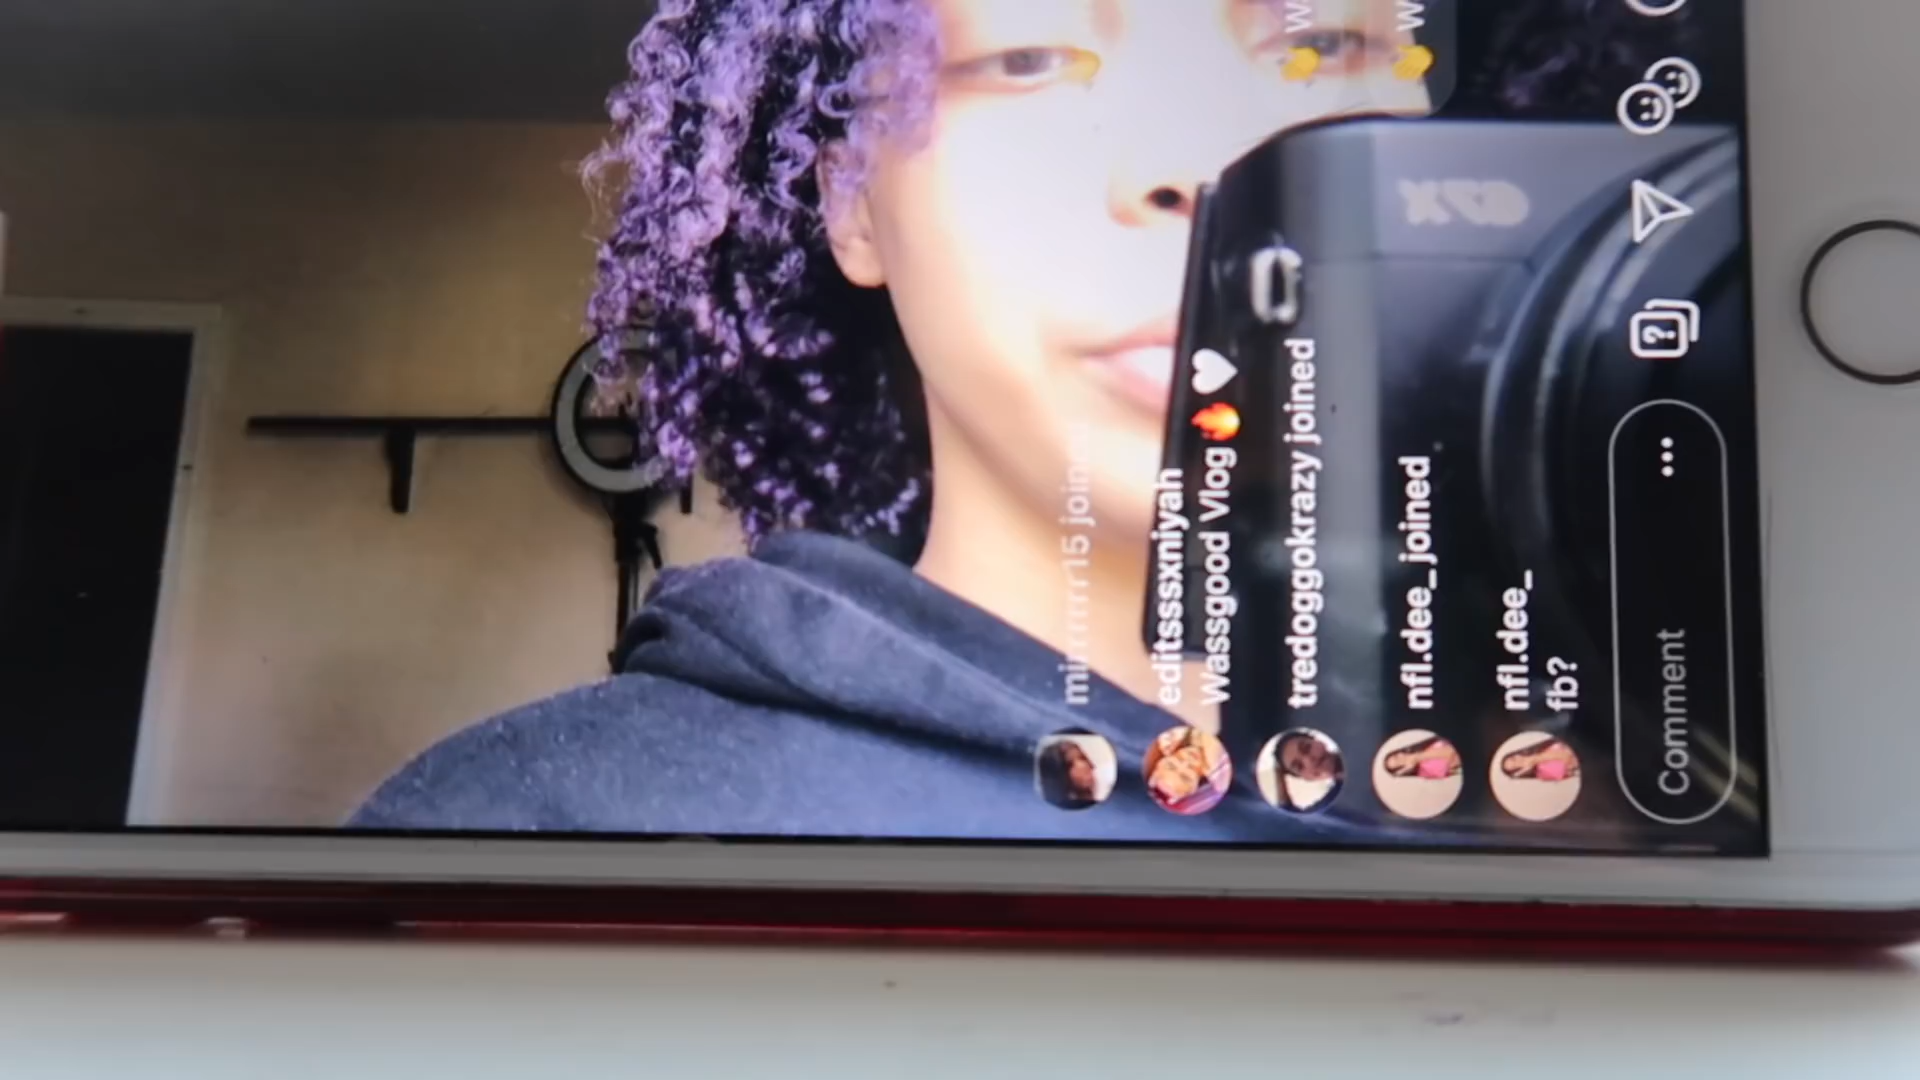 joined
editsssxniyah
Wassgood Vlog🔥🤍
tredoggokrazy joined
nfl.dee_ joined
nfl.dee_
fb?
Comment